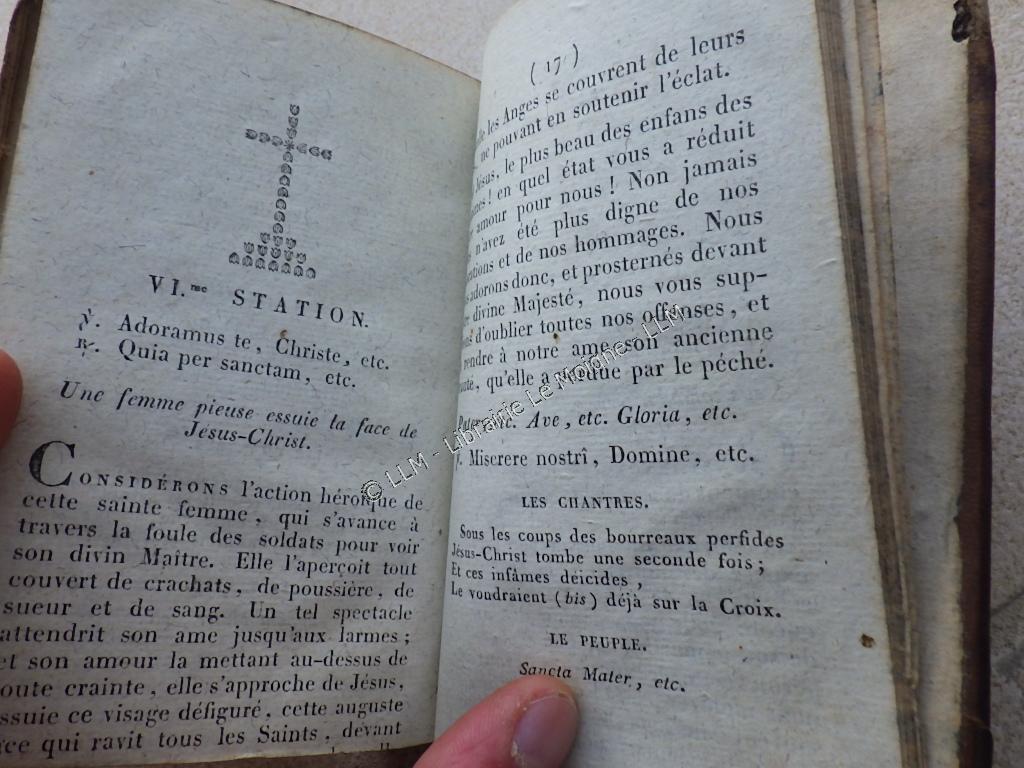 VI.me STATION.
℣. Adoramus te, Christe, etc.
℟. Quia per sanctam, etc.
Une femme pieuse essuie la face de
Jésus-Christ.
CONSIDÉRONS l'action héroïque de
cette sainte femme, qui s'avance à
travers la foule des soldats pour voir
son divin Maître. Elle l'aperçoit tout
couvert de crachats, de poussière, de
sueur et de sang. Un tel spectacle
attendrit son ame jusqu'aux larmes;
et son amour la mettant au-dessus de
toute crainte, elle s'approche de Jésus,
essuie ce visage défiguré, cette auguste
qui ravit tous les Saints, devant
(17)
les Anges se couvrent de leurs
ne pouvant en soutenir l'éclat.
Jésus, le plus beau des enfans des
! en quel état vous a réduit
amour pour nous! Non jamais
n'avez été plus digne de nos
et de nos hommages. Nous
adorons donc, et prosternés devant
divine Majesté, nous vous sup-
d'oublier toutes nos offenses, et
rendre à notre ame son ancienne
qu'elle a perdue par le péché.
Pater, etc. Ave, etc. Gloria, etc.
℣. Miserere nostrî, Domine, etc.
LES CHANTRES.
Sous les coups des bourreaux perfides
Jésus-Christ tombe une seconde fois;
Et ces infâmes déicides,
Le voudraient (bis) déjà sur la Croix.
LE PEUPLE.
Sancta Mater, etc.
© LLM - Librairie Le Moigne - LLM